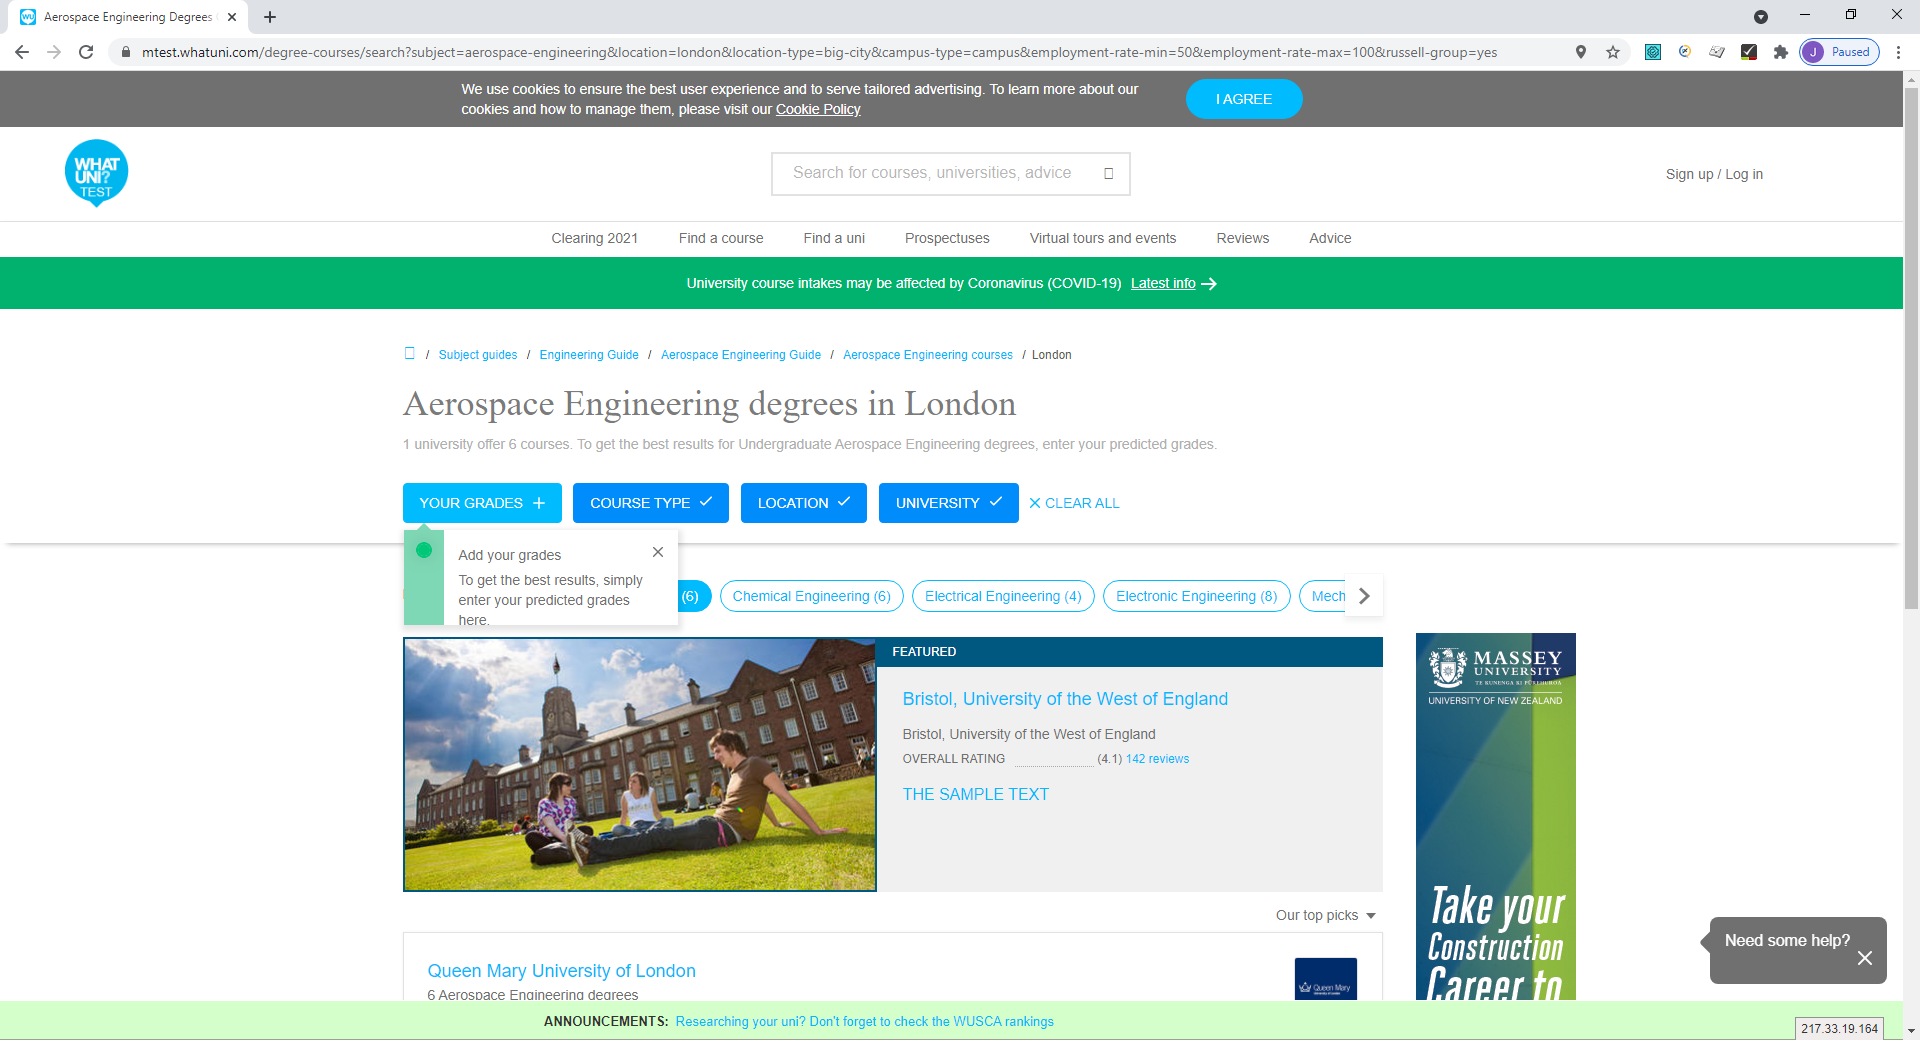 Aerospace Engineering Degrees
mtest.whatuni.com/degree-courses/search?subject=aerospace-engineering&location=london&location-type=big-city&campus-type=campus&employment-rate-min=50&employment-rate-max=100&russell-group=yes
J Paused
We use cookies to ensure the best user experience and to serve tailored advertising. To learn more about our
cookies and how to manage them, please visit our Cookie Policy
I AGREE
WHAT
UNI?
TEST
Search for courses, universities, advice
Sign up / Log in
Clearing 2021 Find a course Find a uni Prospectuses Virtual tours and events Reviews Advice
University course intakes may be affected by Coronavirus (COVID-19) Latest info
/ Subject guides / Engineering Guide / Aerospace Engineering Guide / Aerospace Engineering courses / London
Aerospace Engineering degrees in London
1 university offer 6 courses. To get the best results for Undergraduate Aerospace Engineering degrees, enter your predicted grades.
YOUR GRADES COURSE TYPE LOCATION UNIVERSITY CLEAR ALL
Add your grades
To get the best results, simply
enter your predicted grades
here.
(6) Chemical Engineering (6) Electrical Engineering (4) Electronic Engineering (8) Mech
FEATURED
Bristol, University of the West of England
Bristol, University of the West of England
OVERALL RATING (4.1) 142 reviews
THE SAMPLE TEXT
MASSEY
UNIVERSITY
TE KUNENGA KI PŪREHUROA
UNIVERSITY OF NEW ZEALAND
Take your
Construction
Career to
Our top picks
Queen Mary University of London
6 Aerospace Engineering degrees
Queen Mary
University of London
Need some help?
ANNOUNCEMENTS: Researching your uni? Don't forget to check the WUSCA rankings
217.33.19.164